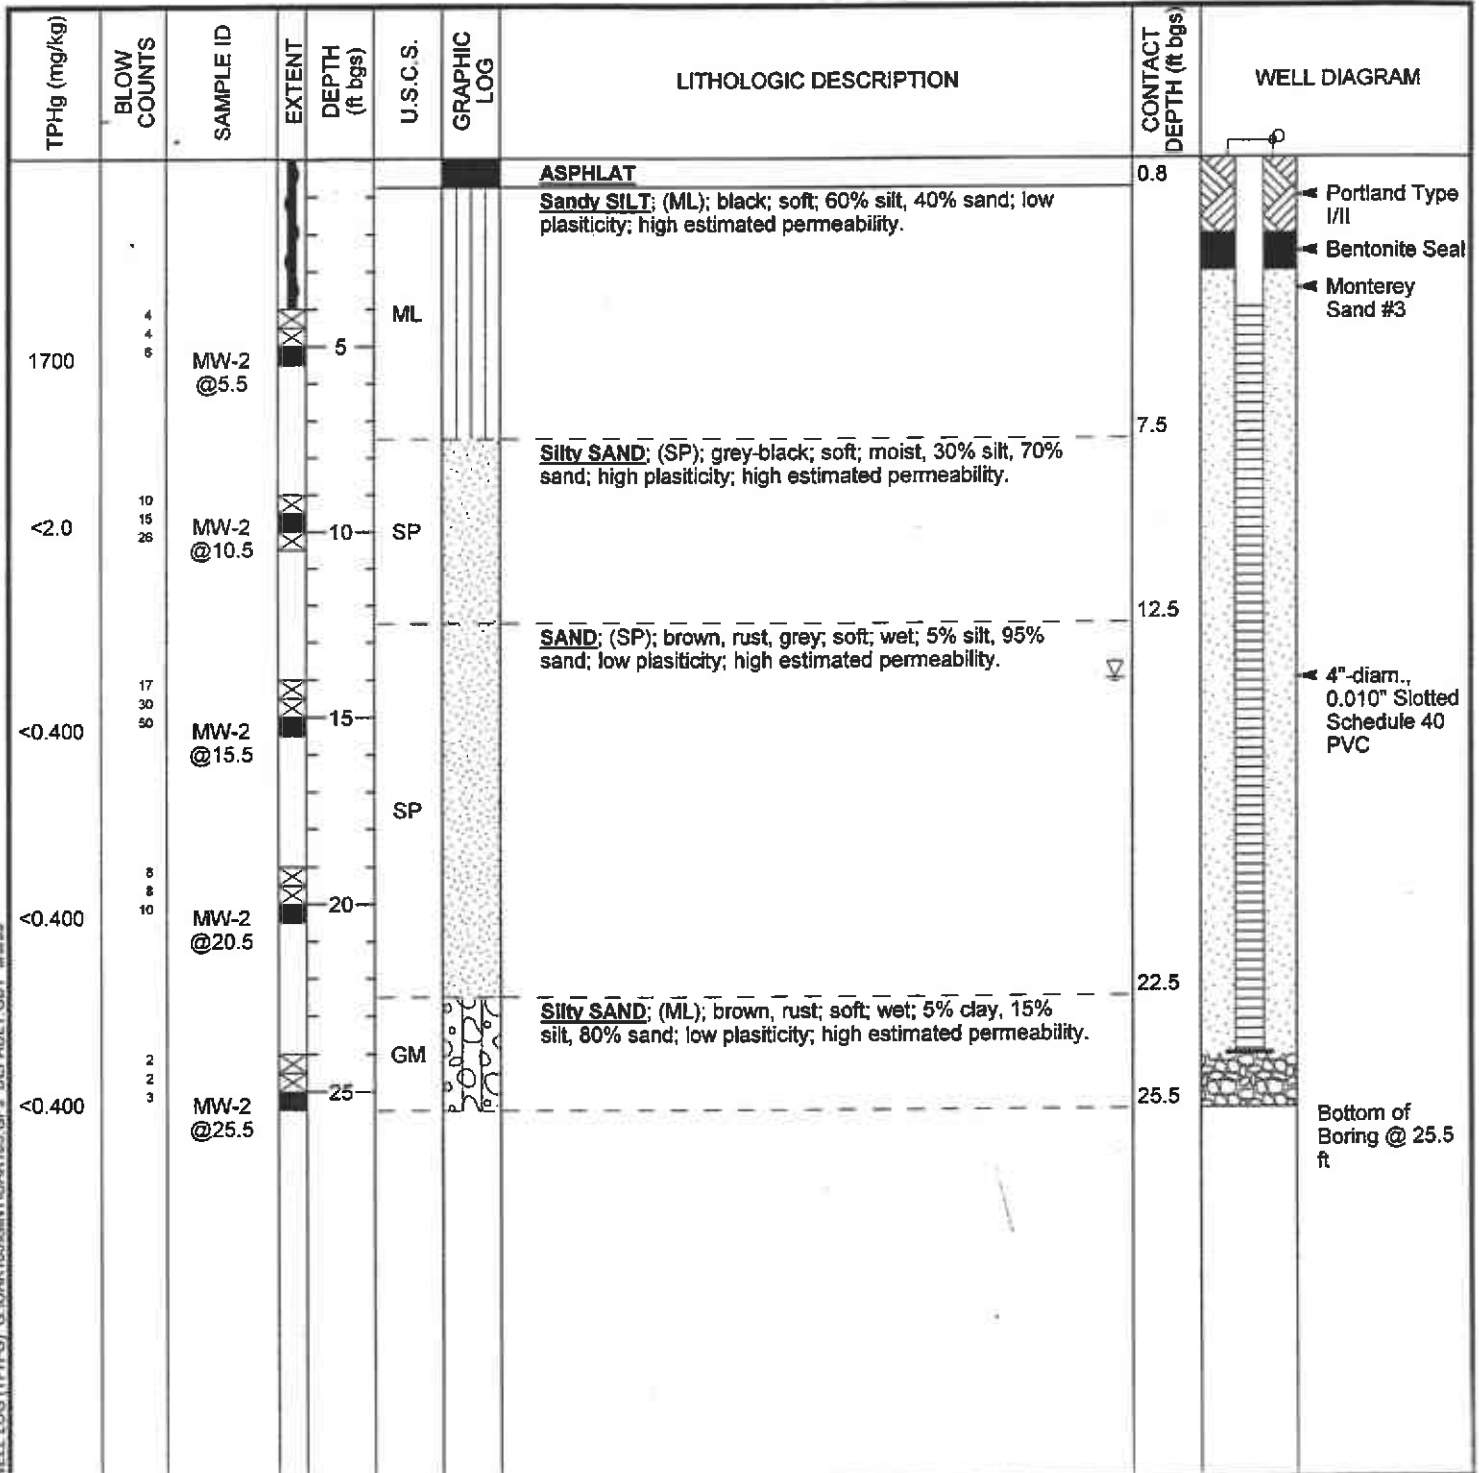 TPHg (mg/kg)
BLOW
COUNTS
SAMPLE ID
EXTENT
DEPTH
(ft bgs)
U.S.C.S.
GRAPHIC
LOG
LITHOLOGIC DESCRIPTION
CONTACT
DEPTH (ft bgs)
WELL DIAGRAM
ASPHLAT
0.8
Sandy SILT; (ML); black; soft; 60% silt, 40% sand; low
plasiticity; high estimated permeability.
Portland Type
I/II
Bentonite Seal
Monterey
Sand #3
ML
4
4
5
1700
MW-2
@5.5
7.5
Silty SAND; (SP); grey-black; soft; moist, 30% silt, 70%
sand; high plasiticity; high estimated permeability.
10
15
26
<2.0
MW-2
@10.5
10
SP
12.5
SAND; (SP); brown, rust, grey; soft; wet; 5% silt, 95%
sand; low plasiticity; high estimated permeability.
4"-diam.,
0.010" Slotted
Schedule 40
PVC
17
30
50
<0.400
MW-2
@15.5
15
SP
8
8
10
<0.400
MW-2
@20.5
20
22.5
Silty SAND; (ML); brown, rust; soft; wet; 5% clay, 15%
silt, 80% sand; low plasiticity; high estimated permeability.
GM
2
2
3
<0.400
MW-2
@25.5
25
25.5
Bottom of
Boring @ 25.5
ft